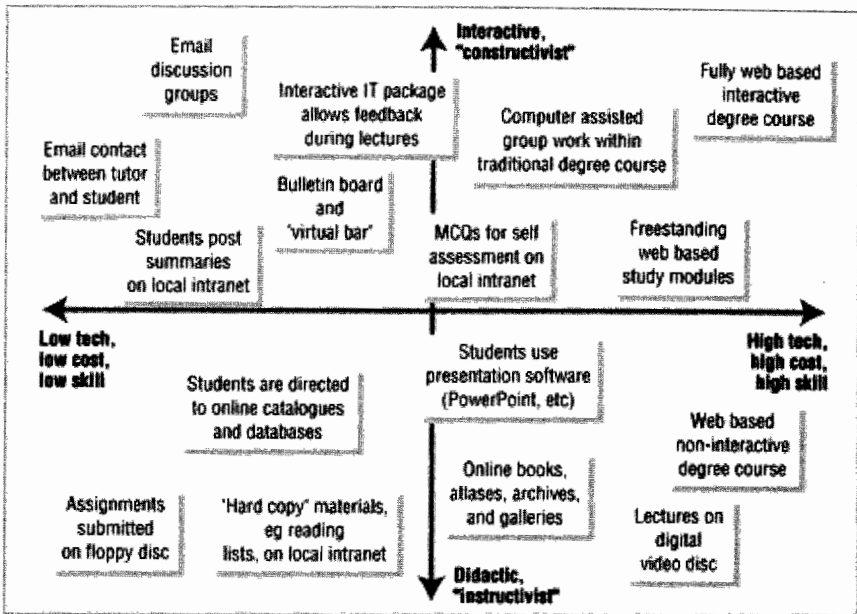 Interactive,
"constructivist"
Email
discussion
groups
Interactive IT package
allows feedback
during lectures
Computer assisted
group work within
traditional degree course
Fully web based
interactive
degree course
Email contact
between tutor
and student
Bulletin board
and
'virtual bar"
Students post
summaries
on local intranet
MCQs for self
assessment on
local intranet
Freestanding
web based
study modules
Low tech,
low cost,
low skill
High tech,
high cost,
high skill
Students are directed
to online catalogues
and databases
Students use
presentation software
(PowerPoint, etc)
Web based
non-interactive
degree course
Assignments
submitted
on floppy disc
'Hard copy" materials,
eg reading
lists, on local intranet
Online books,
atlases, archives,
and galleries
Lectures on
digital
video disc
Didactic,
"instructivist"